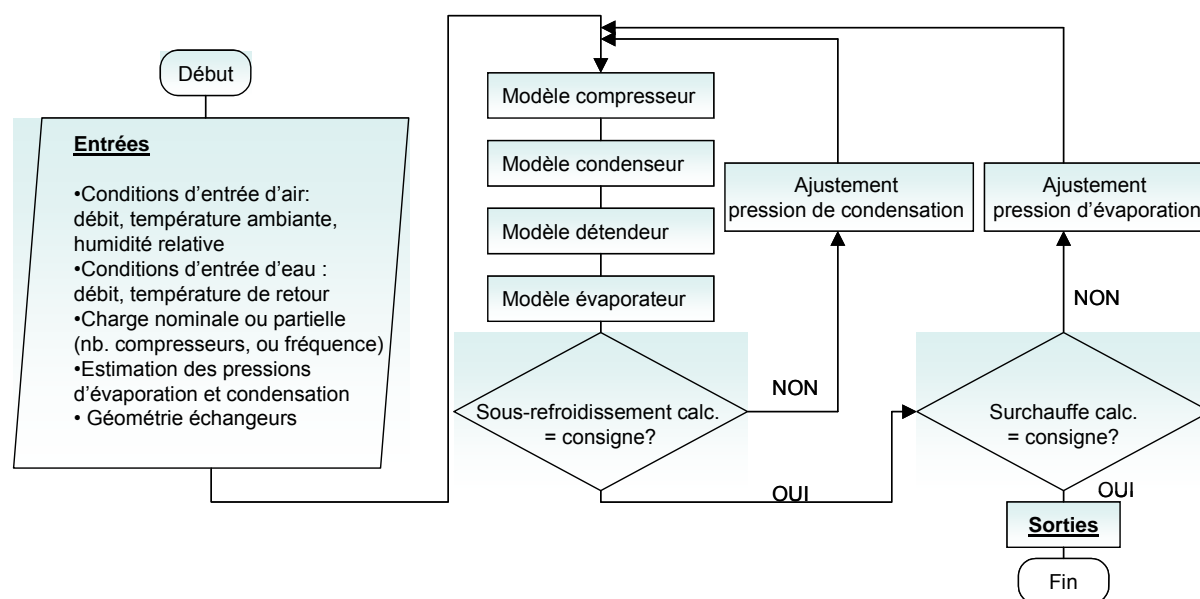 Début
Entrées
•Conditions d'entrée d'air:
débit, température ambiante,
humidité relative
•Conditions d'entrée d'eau :
débit, température de retour
•Charge nominale ou partielle
(nb. compresseurs, ou fréquence)
•Estimation des pressions
d'évaporation et condensation
• Géométrie échangeurs
Modèle compresseur
Modèle condenseur
Modèle détendeur
Modèle évaporateur
Sous-refroidissement calc.
= consigne?
NON
OUI
Ajustement
pression de condensation
Ajustement
pression d'évaporation
NON
Surchauffe calc.
= consigne?
OUI
Sorties
Fin